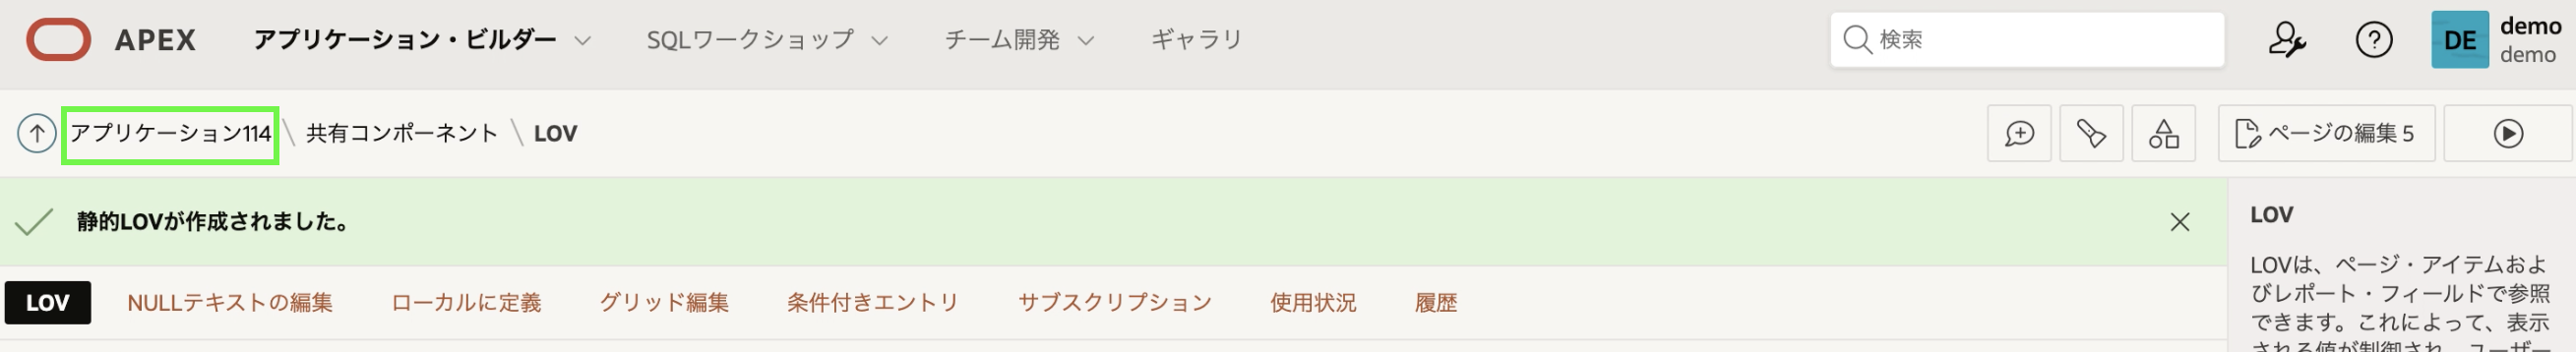 APEX アプリケーション・ビルダー SQLワークショップ チーム開発 ギャラリ 検索 DE demo
demo
アプリケーション114 \ 共有コンポーネント \ LOV ページの編集 5
静的LOVが作成されました。
LOV NULLテキストの編集 ローカルに定義 グリッド編集 条件付きエントリ サブスクリプション 使用状況 履歴
LOV
LOVは、ページ・アイテムおよ
びレポート・フィールドで参照
できます。これによって、表示
される値が制御され、ユーザー